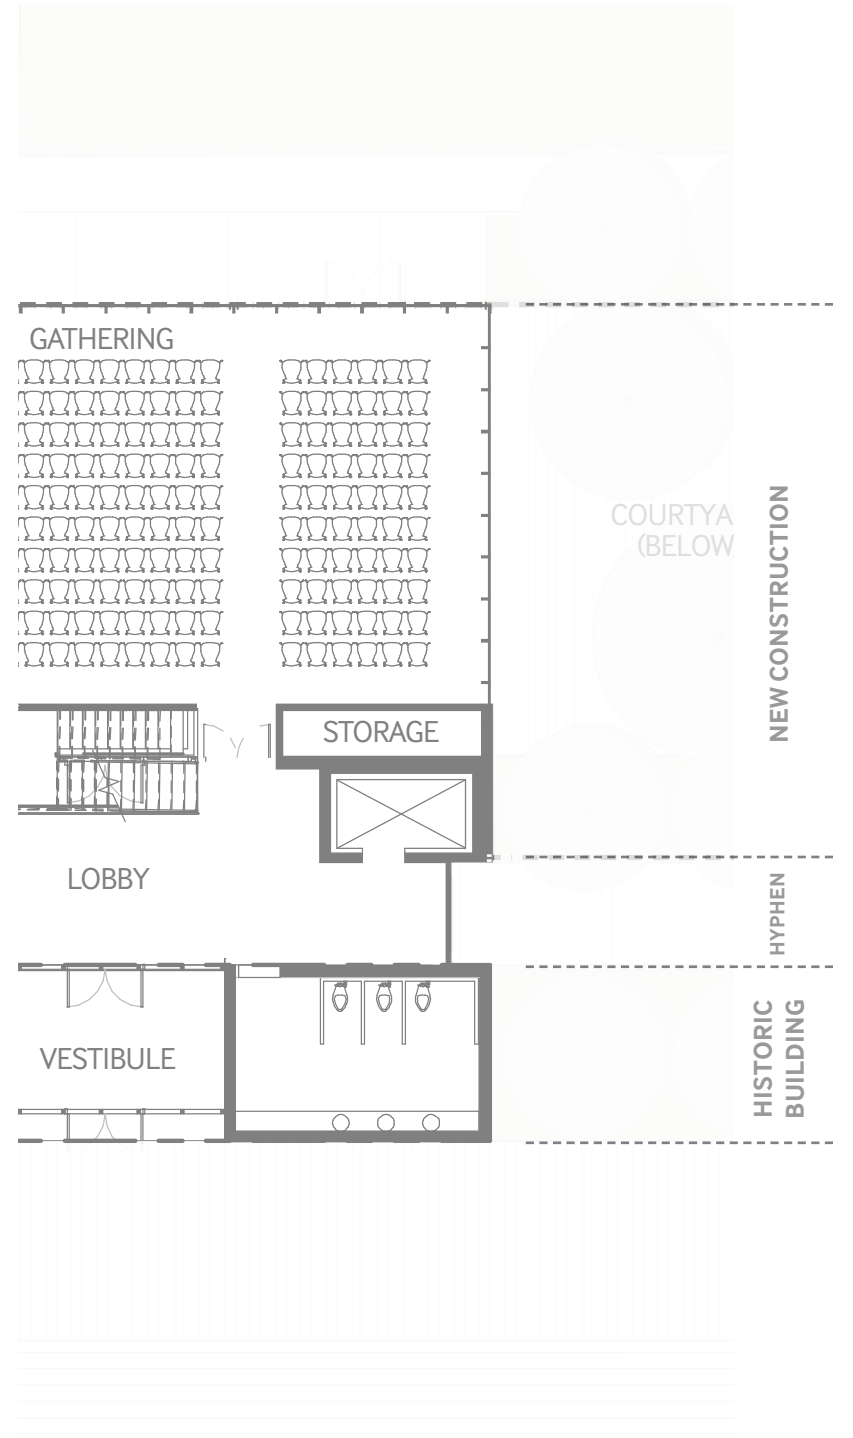 GATHERING
COURTYA
(BELOW
NEW CONSTRUCTION
STORAGE
LOBBY
HYPHEN
VESTIBULE
HISTORIC
BUILDING